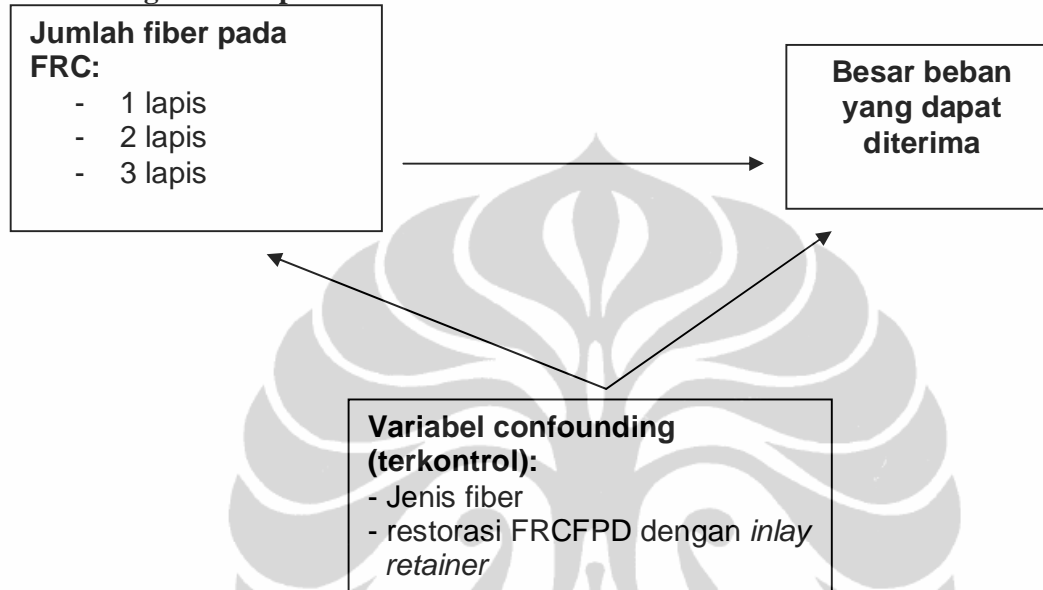 Jumlah fiber pada
FRC:
- 1 lapis
- 2 lapis
- 3 lapis
Besar beban
yang dapat
diterima
Variabel confounding
(terkontrol):
- Jenis fiber
- restorasi FRCFPD dengan inlay
retainer